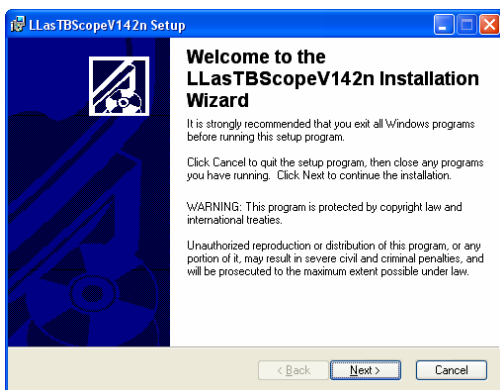 LLasTBScopeV142n Setup
Welcome to the
LLasTBScopeV142n Installation
Wizard
It is strongly recommended that you exit all Windows programs
before running this setup program.
Click Cancel to quit the setup program, then close any programs
you have running. Click Next to continue the installation.
WARNING: This program is protected by copyright law and
international treaties.
Unauthorized reproduction or distribution of this program, or any
portion of it, may result in severe civil and criminal penalties, and
will be prosecuted to the maximum extent possible under law.
< Back Next > Cancel